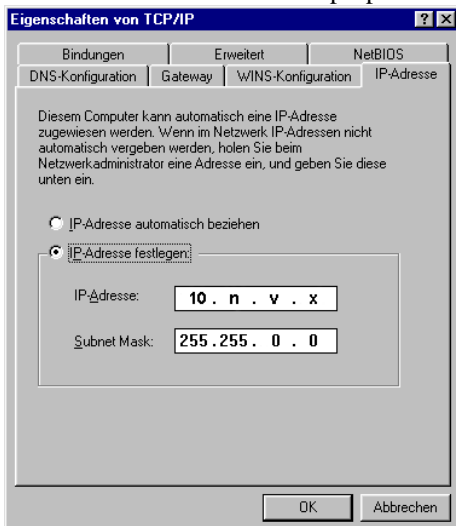 Eigenschaften von TCP/IP
Bindungen Erweitert NetBIOS
DNS-Konfiguration Gateway WINS-Konfiguration IP-Adresse
Diesem Computer kann automatisch eine IP-Adresse
zugewiesen werden. Wenn im Netzwerk IP-Adressen nicht
automatisch vergeben werden, holen Sie beim
Netzwerkadministrator eine Adresse ein, und geben Sie diese
unten ein.
IP-Adresse automatisch beziehen
IP-Adresse festlegen:
IP-Adresse: 10 . n . v . x
Subnet Mask: 255.255. 0 . 0
OK Abbrechen